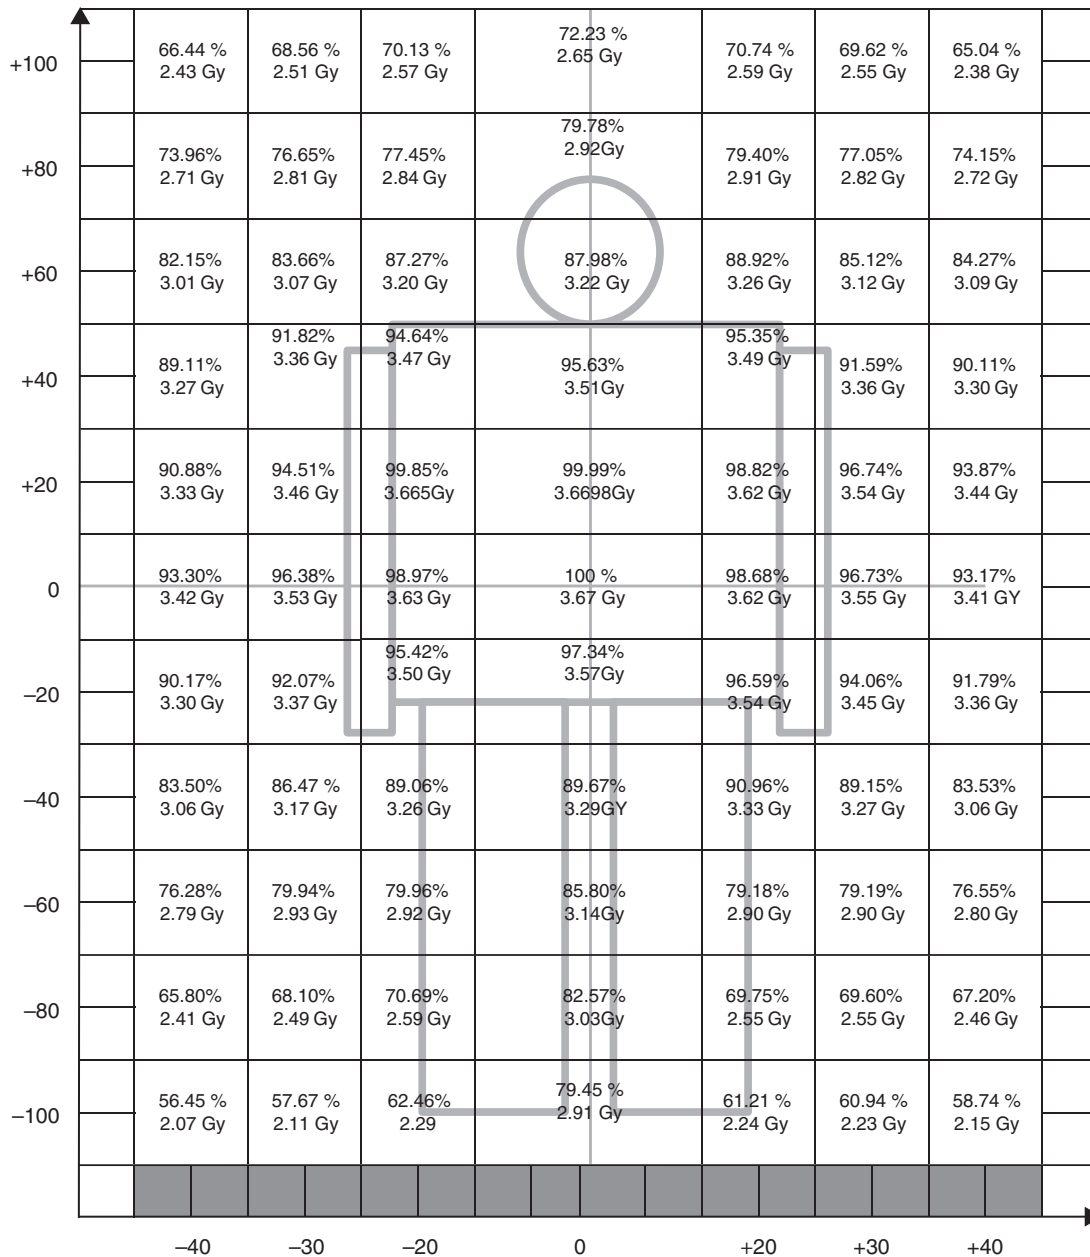 66.44 % 68.56 % 70.13 % 72.23 % 70.74 % 69.62 % 65.04 %
+100
2.43 Gy 2.51 Gy 2.57 Gy 2.65 Gy 2.59 Gy 2.55 Gy 2.38 Gy
79.78%
2.92Gy
73.96% 76.65% 77.45% 79.40% 77.05% 74.15%
+80
2.71 Gy 2.81 Gy 2.84 Gy 2.91 Gy 2.82 Gy 2.72 Gy
82.15% 83.66% 87.27% 87.98% 88.92% 85.12% 84.27%
+60
3.01 Gy 3.07 Gy 3.20 Gy 3.22 Gy 3.26 Gy 3.12 Gy 3.09 Gy
91.82% 94.64% 95.35%
3.36 Gy 3.47 Gy 3.49 Gy
89.11% 95.63% 91.59% 90.11%
+40
3.27 Gy 3.51Gy 3.36 Gy 3.30 Gy
90.88% 94.51% 99.85% 99.99% 98.82% 96.74% 93.87%
+20
3.33 Gy 3.46 Gy 3.665Gy 3.6698Gy 3.62 Gy 3.54 Gy 3.44 Gy
93.30% 96.38% 98.97% 100 % 98.68% 96.73% 93.17%
0
3.42 Gy 3.53 Gy 3.63 Gy 3.67 Gy 3.62 Gy 3.55 Gy 3.41 GY
95.42% 97.34%
3.50 Gy 3.57Gy
90.17% 92.07% 96.59% 94.06% 91.79%
–20
3.30 Gy 3.37 Gy 3.54 Gy 3.45 Gy 3.36 Gy
83.50% 86.47 % 89.06% 89.67% 90.96% 89.15% 83.53%
–40
3.06 Gy 3.17 Gy 3.26 Gy 3.29GY 3.33 Gy 3.27 Gy 3.06 Gy
76.28% 79.94% 79.96% 85.80% 79.18% 79.19% 76.55%
–60
2.79 Gy 2.93 Gy 2.92 Gy 3.14Gy 2.90 Gy 2.90 Gy 2.80 Gy
65.80% 68.10% 70.69% 82.57% 69.75% 69.60% 67.20%
–80
2.41 Gy 2.49 Gy 2.59 Gy 3.03Gy 2.55 Gy 2.55 Gy 2.46 Gy
79.45 %
2.91 Gy
56.45 % 57.67 % 62.46% 61.21 % 60.94 % 58.74 %
–100
2.07 Gy 2.11 Gy 2.29 2.24 Gy 2.23 Gy 2.15 Gy
–40 –30 –20 0 +20 +30 +40